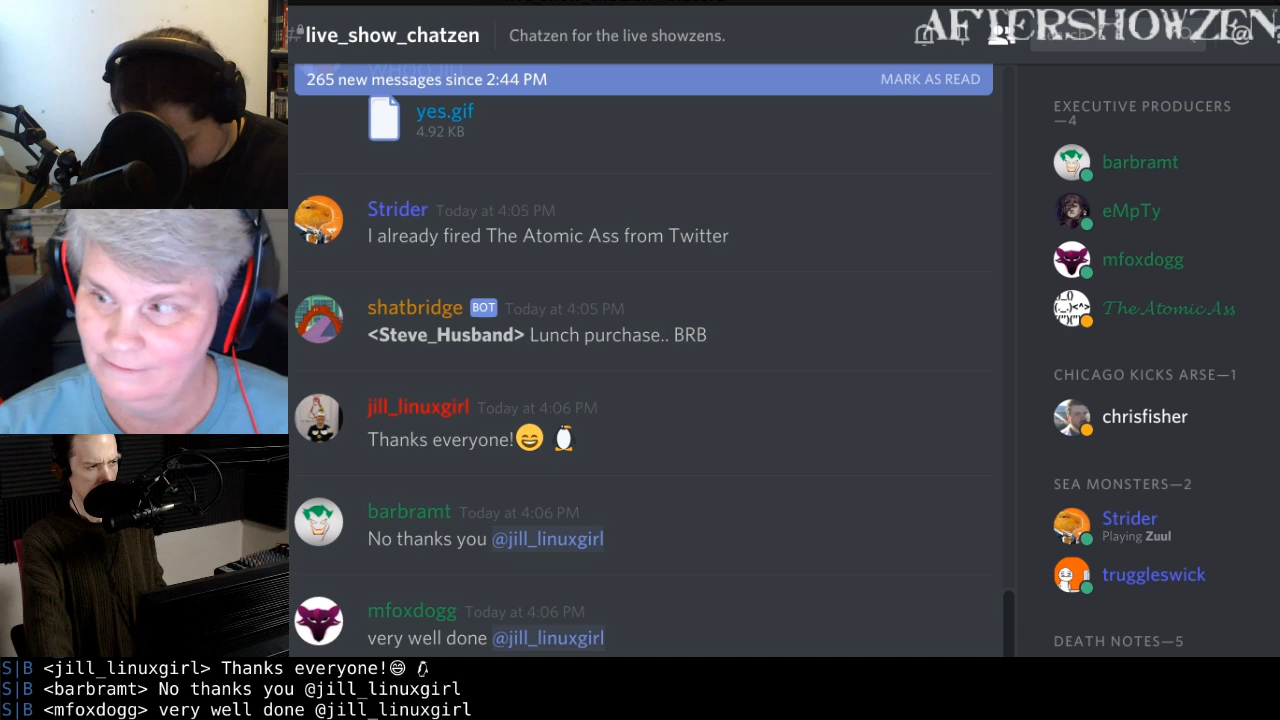 live_show_chatzen
Chatzen for the live showzens.
AFTERSHOWZEN
265 new messages since 2:44 PM
MARK AS READ
yes.gif
4.92 KB
Strider Today at 4:05 PM
I already fired The Atomic Ass from Twitter
shatbridge BOT Today at 4:05 PM
<Steve_Husband> Lunch purchase.. BRB
jill_linuxgirl Today at 4:06 PM
Thanks everyone!😄 🐧
barbramt Today at 4:06 PM
No thanks you @jill_linuxgirl
mfoxdogg Today at 4:06 PM
very well done @jill_linuxgirl
EXECUTIVE PRODUCERS
—4
barbramt
eMpTy
mfoxdogg
The Atomic Ass
CHICAGO KICKS ARSE—1
chrisfisher
SEA MONSTERS—2
Strider
Playing Zuul
truggleswick
DEATH NOTES—5
S|B <jill_linuxgirl> Thanks everyone!😄 🐧
S|B <barbramt> No thanks you @jill_linuxgirl
S|B <mfoxdogg> very well done @jill_linuxgirl